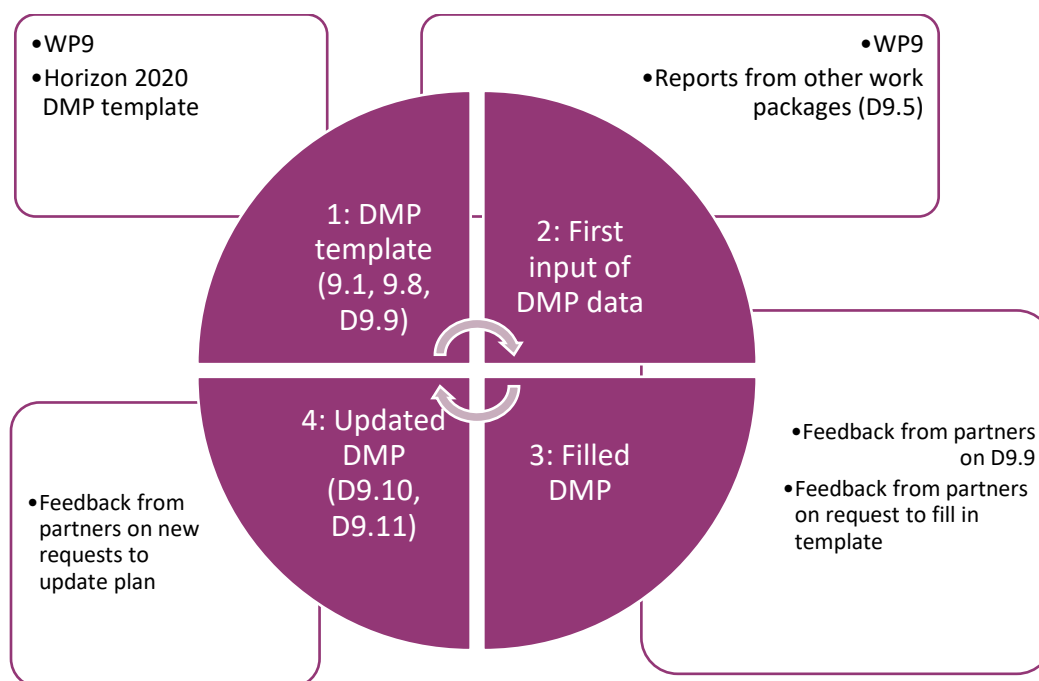 •WP9
•Horizon 2020
DMP template
•WP9
•Reports from other work
packages (D9.5)
1: DMP
template
(9.1, 9.8,
D9.9)
2: First
input of
DMP data
4: Updated
DMP
(D9.10,
D9.11)
3: Filled
DMP
•Feedback from
partners on new
requests to
update plan
•Feedback from partners
on D9.9
•Feedback from partners
on request to fill in
template